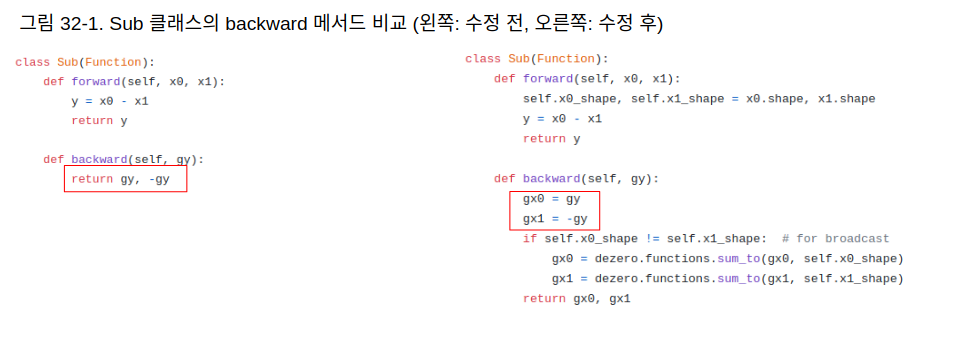 그림 32-1. Sub 클래스의 backward 메서드 비교 (왼쪽: 수정 전, 오른쪽: 수정 후)
class Sub(Function):
    def forward(self, x0, x1):
        y = x0 - x1
        return y

    def backward(self, gy):
        return gy, -gy

class Sub(Function):
    def forward(self, x0, x1):
        self.x0_shape, self.x1_shape = x0.shape, x1.shape
        y = x0 - x1
        return y

    def backward(self, gy):
        gx0 = gy
        gx1 = -gy
        if self.x0_shape != self.x1_shape:  # for broadcast
            gx0 = dezero.functions.sum_to(gx0, self.x0_shape)
            gx1 = dezero.functions.sum_to(gx1, self.x1_shape)
        return gx0, gx1